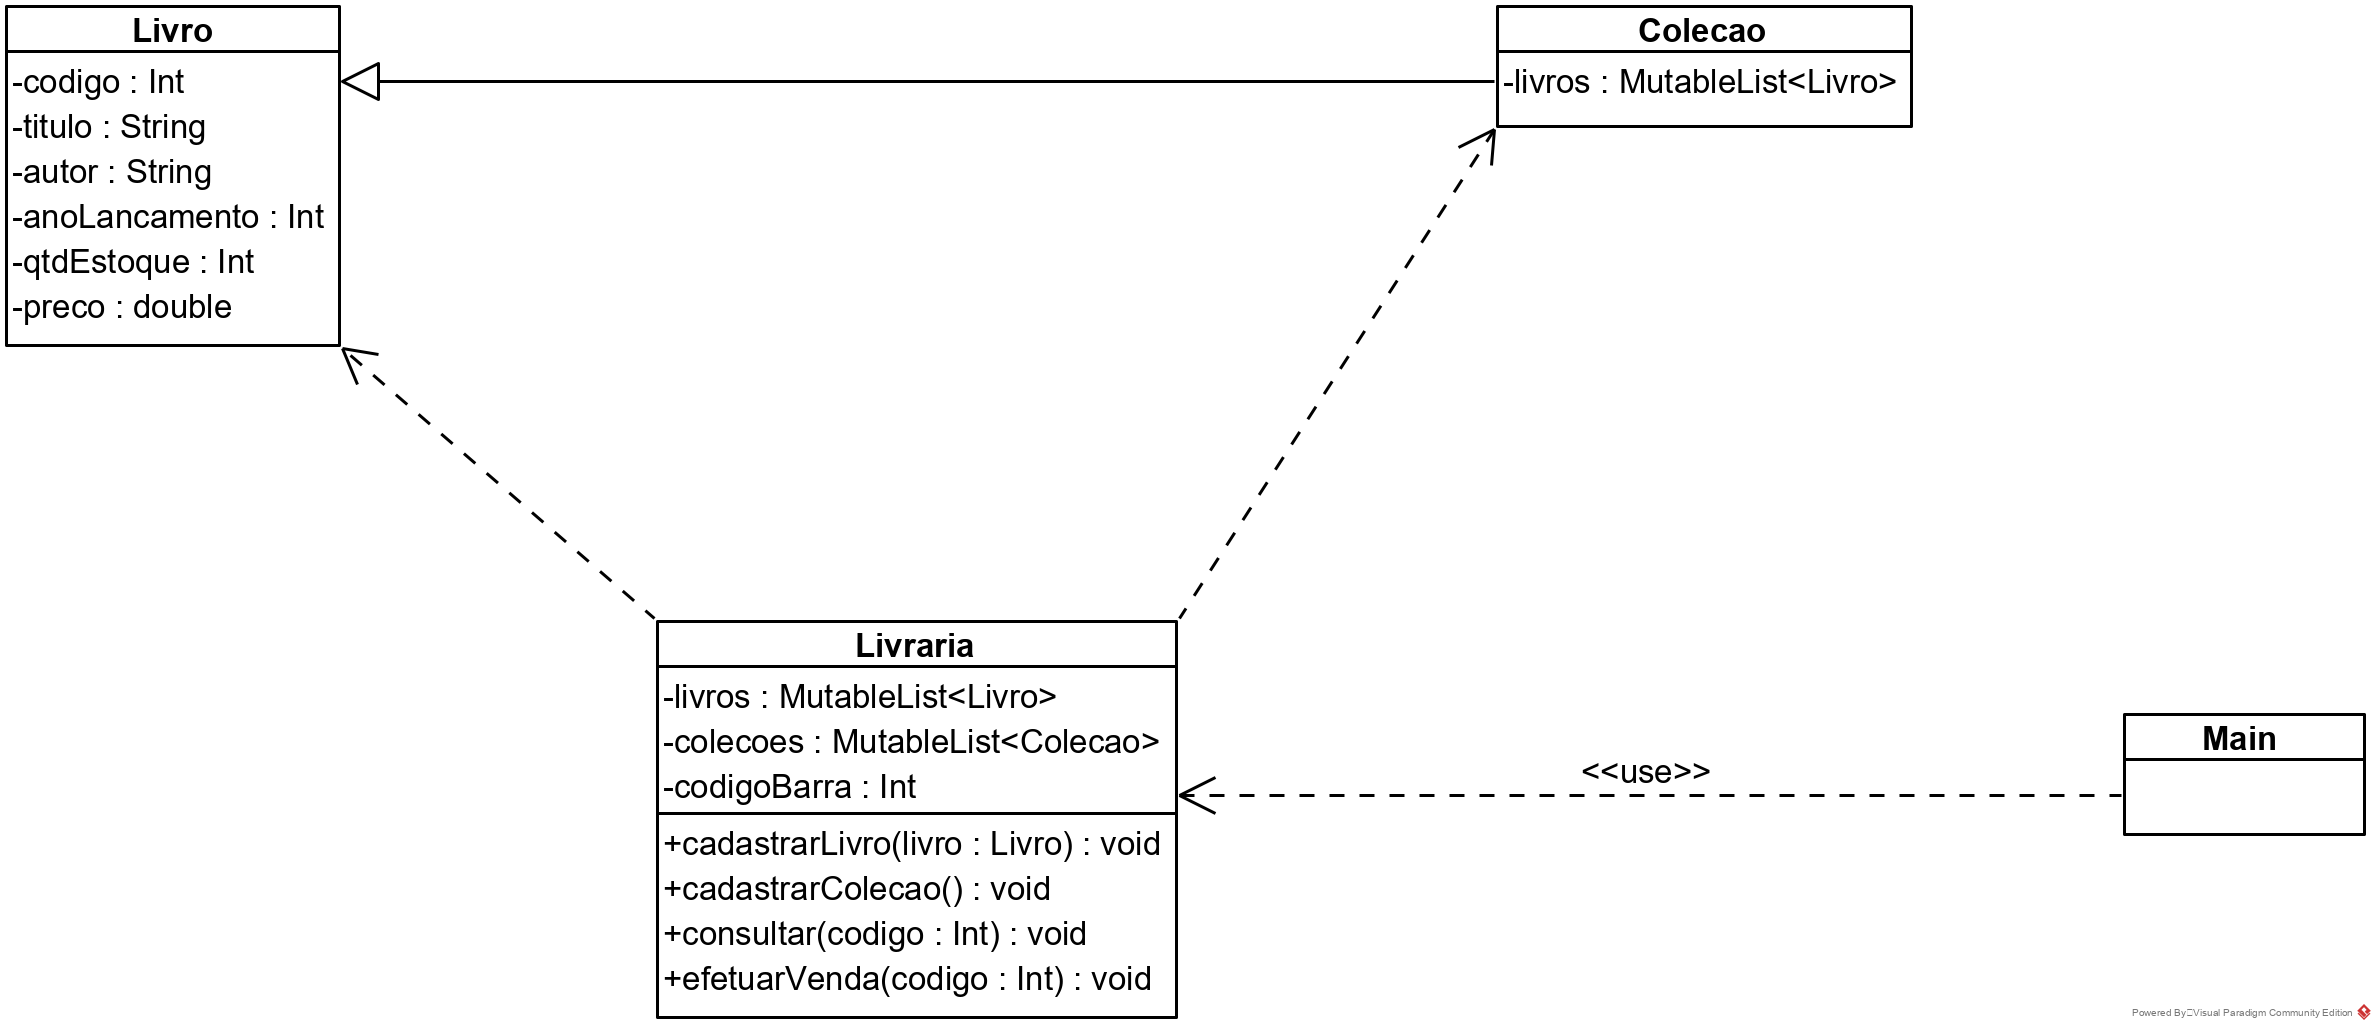 Livro
-codigo : Int
-titulo : String
-autor : String
-anoLancamento : Int
-qtdEstoque : Int
-preco : double
Colecao
-livros : MutableList<Livro>
Livraria
-livros : MutableList<Livro>
-colecoes : MutableList<Colecao>
-codigoBarra : Int
+cadastrarLivro(livro : Livro) : void
+cadastrarColecao() : void
+consultar(codigo : Int) : void
+efetuarVenda(codigo : Int) : void
<<use>>
Main
Powered By Visual Paradigm Community Edition